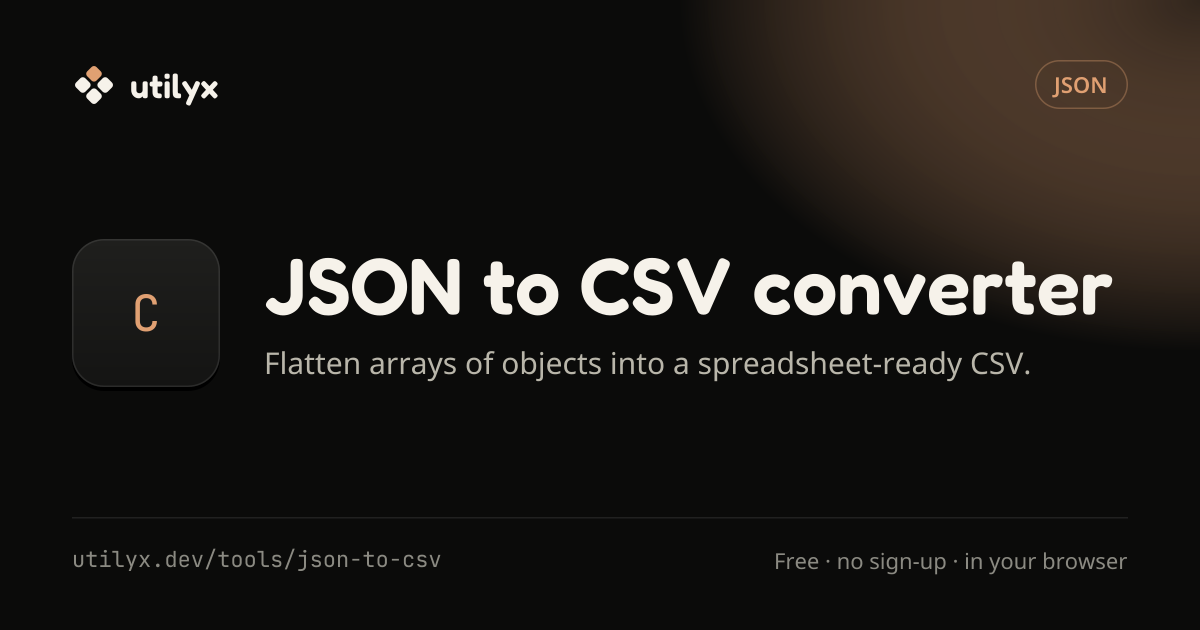 utilyx
JSON
C
JSON to CSV converter
Flatten arrays of objects into a spreadsheet-ready CSV.
utilyx.dev/tools/json-to-csv
Free · no sign-up · in your browser